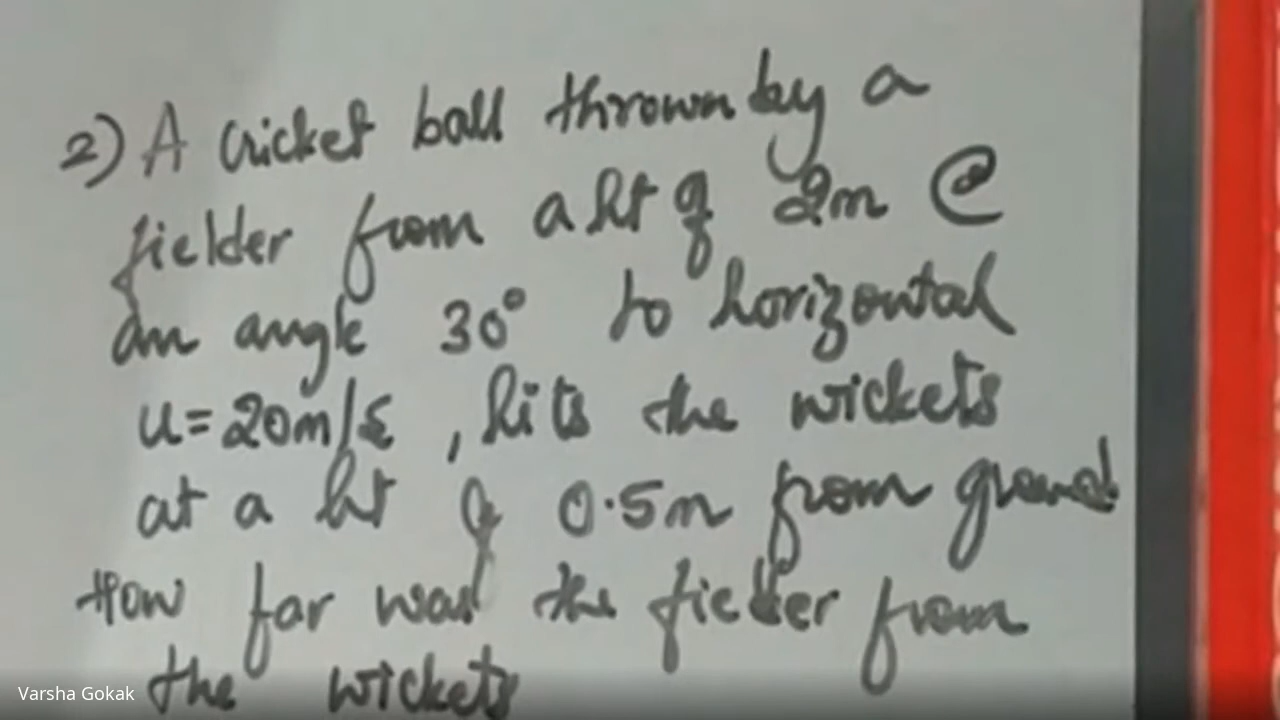 2) A cricket ball thrown by a
fielder from a ht of 2m @
an angle 30° to horizontal
u=20m/s, hits the wickets
at a ht of 0.5m from ground
How far was the fielder from
the wickets
Varsha Gokak